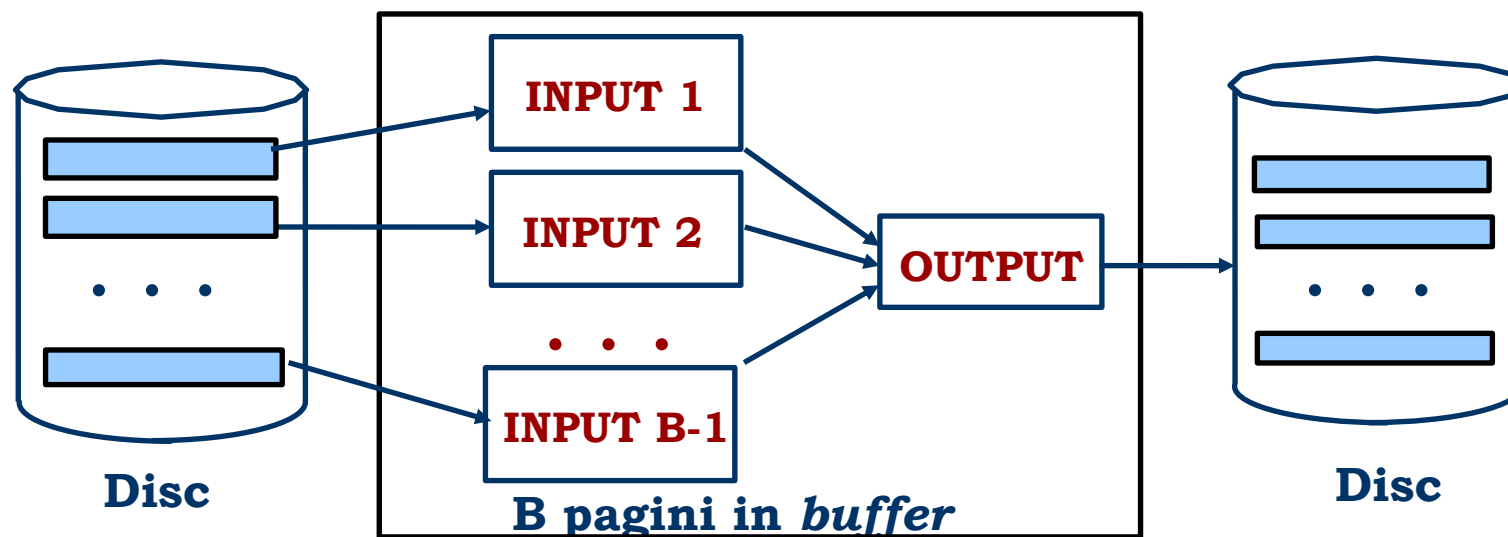 INPUT 1
INPUT 2
OUTPUT
• • •
• • •
• • •
INPUT B-1
Disc
B pagini in buffer
Disc